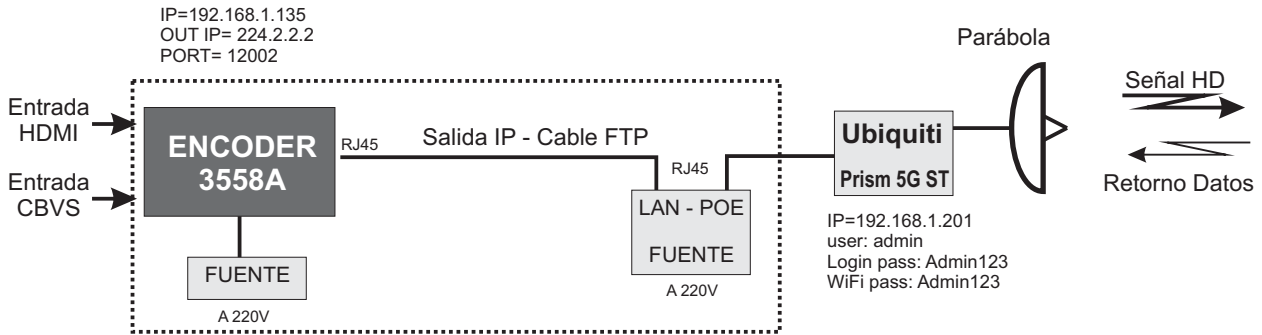 IP=192.168.1.135
OUT IP= 224.2.2.2
PORT= 12002
Parábola
Entrada
HDMI
Entrada
CBVS
ENCODER
3558A
RJ45
Salida IP - Cable FTP
RJ45
LAN - POE
FUENTE
A 220V
FUENTE
A 220V
Ubiquiti
Prism 5G ST
IP=192.168.1.201
user: admin
Login pass: Admin123
WiFi pass: Admin123
Señal HD
Retorno Datos